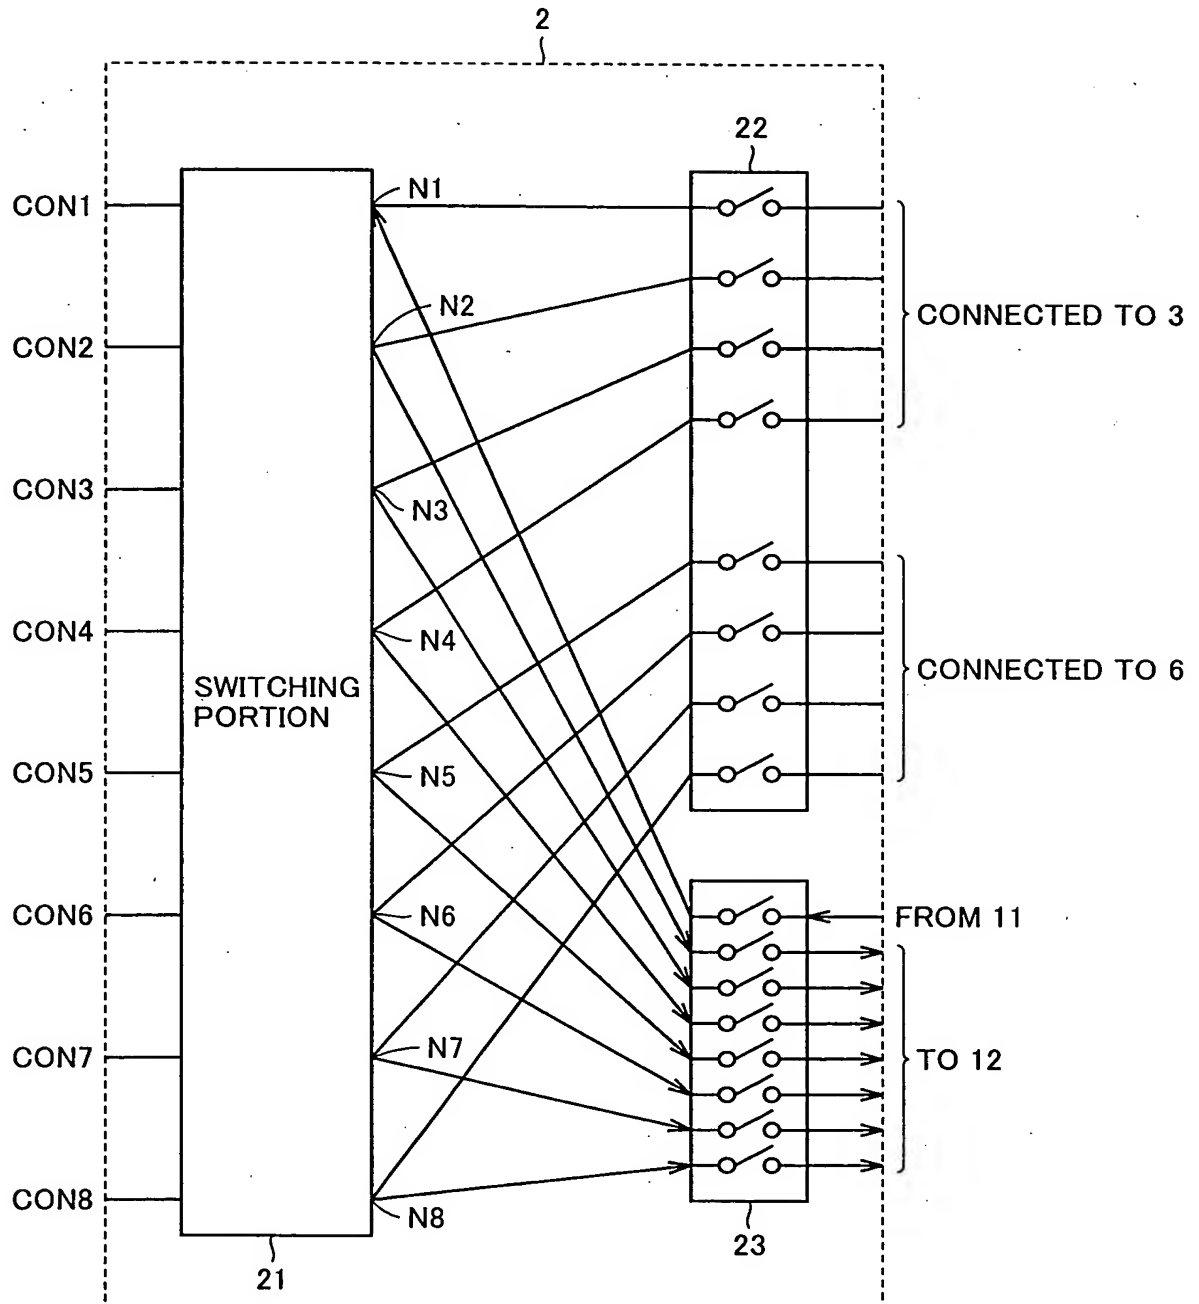 2
22
CON1
N1
N2
CONNECTED TO 3
CON2
CON3
N3
CON4
N4
CONNECTED TO 6
SWITCHING
PORTION
CON5
N5
CON6
N6
FROM 11
CON7
N7
TO 12
CON8
N8
23
21